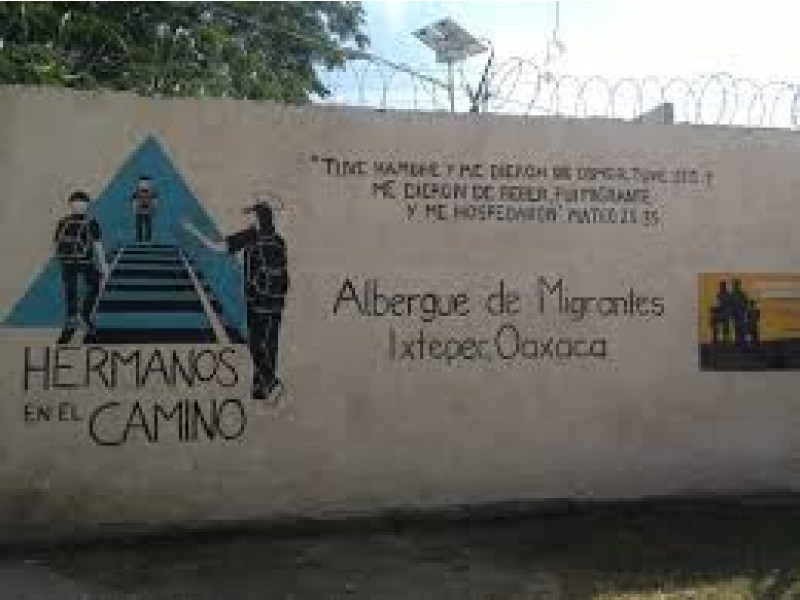 "TUVE HAMBRE Y ME DIERON DE COMER, TUVE SED Y
ME DIERON DE BEBER, FUI MIGRANTE
Y ME HOSPEDARON" MATEO 25 35
Albergue de Migrantes
Ixtepec, Oaxaca
HERMANOS
EN EL CAMINO